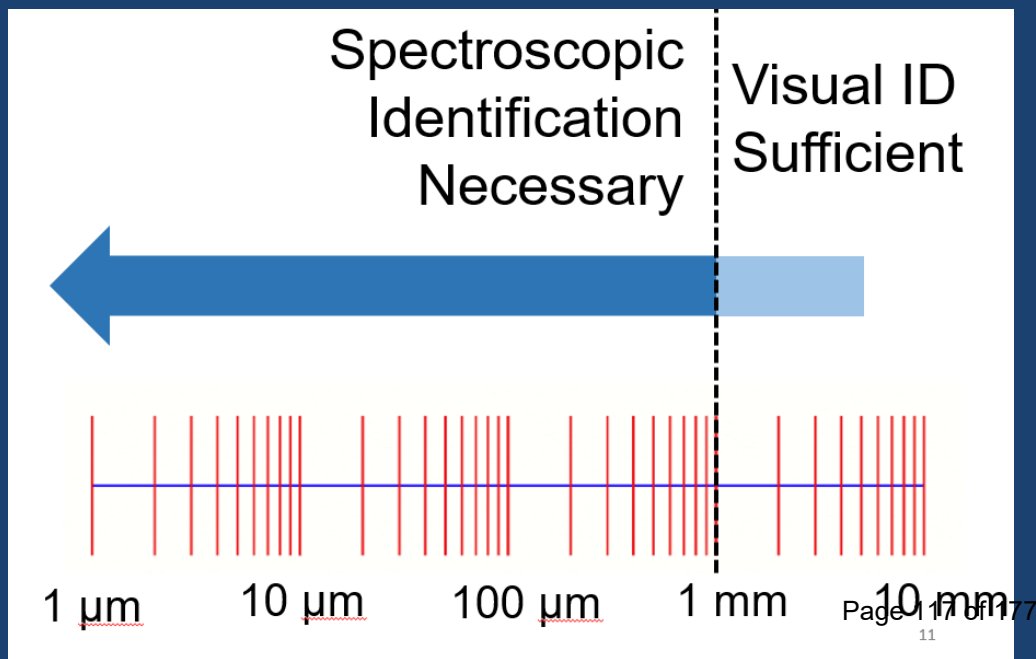 Spectroscopic
Identification
Necessary
Visual ID
Sufficient
1 µm
10 µm
100 µm
1 mm
10 mm
Page 117 of 177
11